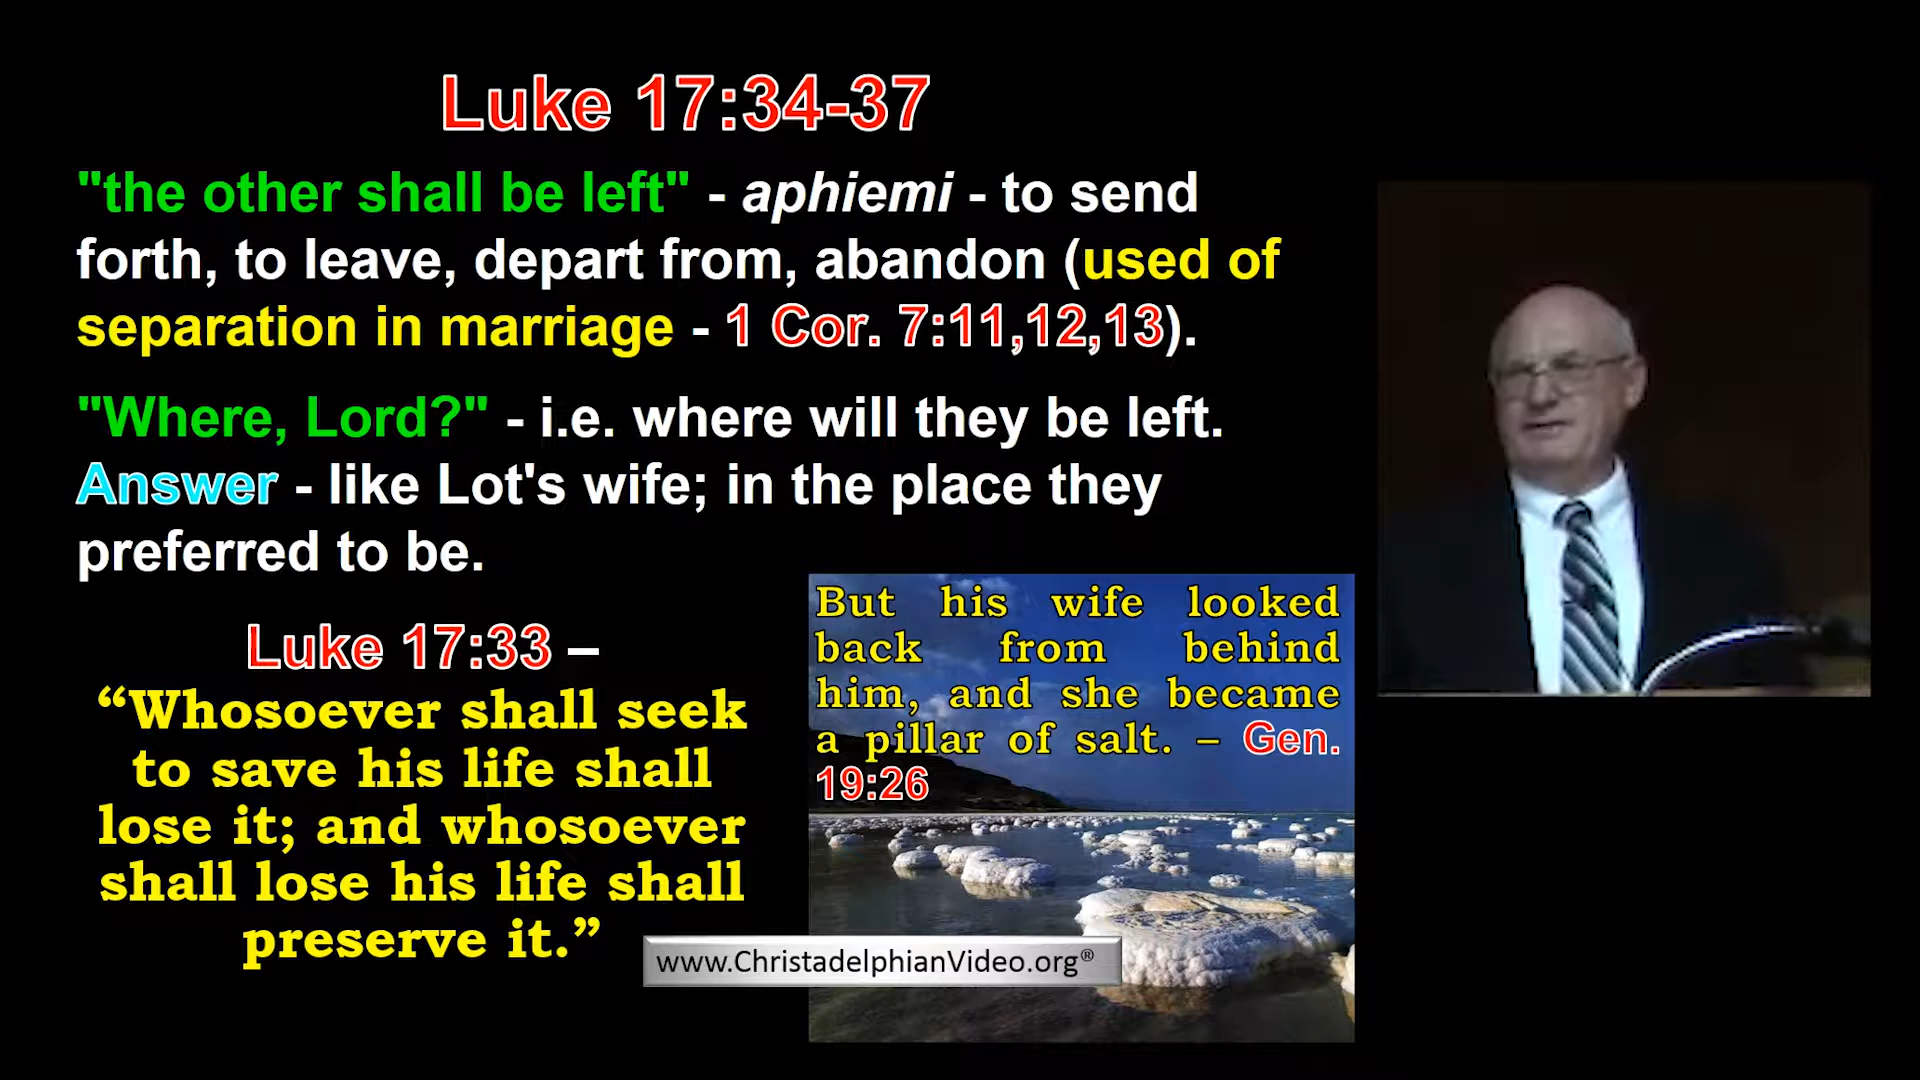 Luke 17:34-37
"the other shall be left" - aphiemi - to send
forth, to leave, depart from, abandon (used of
separation in marriage - 1 Cor. 7:11,12,13).
"Where, Lord?" - i.e. where will they be left.
Answer - like Lot's wife; in the place they
preferred to be.
Luke 17:33 –
“Whosoever shall seek
to save his life shall
lose it; and whosoever
shall lose his life shall
preserve it.”
But his wife looked
back from behind
him, and she became
a pillar of salt. – Gen.
19:26
www.ChristadelphianVideo.org®